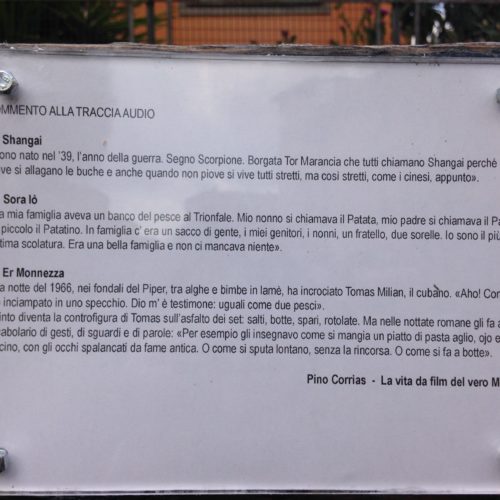 OMMENTO ALLA TRACCIA AUDIO
Shangai
ono nato nel '39, l'anno della guerra. Segno Scorpione. Borgata Tor Marancia che tutti chiamano Shangai perchè
ve si allagano le buche e anche quando non piove si vive tutti stretti, ma così stretti, come i cinesi, appunto».
Sora Iò
a mia famiglia aveva un banco del pesce al Trionfale. Mio nonno si chiamava il Patata, mio padre si chiamava il Pa
piccolo il Patatino. In famiglia c' era un sacco di gente, i miei genitori, i nonni, un fratello, due sorelle. Io sono il più
tima scolatura. Era una bella famiglia e non ci mancava niente».
Er Monnezza
a notte del 1966, nei fondali del Piper, tra alghe e bimbe in lamè, ha incrociato Tomas Milian, il cubano. «Aho! Con
inciampato in uno specchio. Dio m' è testimone: uguali come due pesci».
into diventa la controfigura di Tomas sull'asfalto dei set: salti, botte, spari, rotolate. Ma nelle nottate romane gli fa a
abolario di gesti, di sguardi e di parole: «Per esempio gli insegnavo come si mangia un piatto di pasta aglio, ojo e
cino, con gli occhi spalancati da fame antica. O come si sputa lontano, senza la rincorsa. O come si fa a botte».
Pino Corrias - La vita da film del vero M